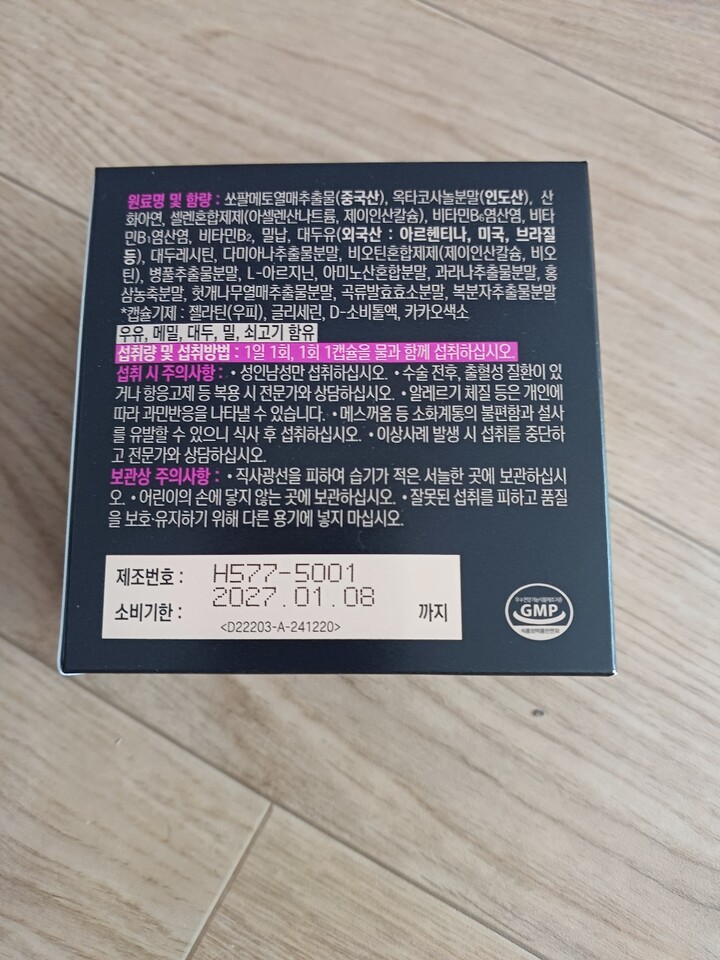 원료명 및 함량 : 쏘팔메토열매추출물(중국산), 옥타코사놀분말(인도산), 산
화아연, 셀렌혼합제제(아셀렌산나트륨, 제이인산칼슘), 비타민B₆염산염, 비타
민B₁염산염, 비타민B₂, 밀납, 대두유(외국산 : 아르헨티나, 미국, 브라질
등), 대두레시틴, 다미아나추출물분말, 비오틴혼합제제(제이인산칼슘, 비오
틴), 병풀추출물분말, L-아르지닌, 아미노산혼합분말, 과라나추출물분말, 홍
삼농축분말, 헛개나무열매추출물분말, 곡류발효효소분말, 복분자추출물분말
*캡슐기제 : 젤라틴(우피), 글리세린, D-소비톨액, 카카오색소
우유, 메밀, 대두, 밀, 쇠고기 함유
섭취량 및 섭취방법 : 1일 1회, 1회 1캡슐을 물과 함께 섭취하십시오.
섭취 시 주의사항 : •성인남성만 섭취하십시오. •수술 전후, 출혈성 질환이 있
거나 항응고제 등 복용 시 전문가와 상담하십시오. •알레르기 체질 등은 개인에
따라 과민반응을 나타낼 수 있습니다. •메스꺼움 등 소화계통의 불편함과 설사
를 유발할 수 있으니 식사 후 섭취하십시오. •이상사례 발생 시 섭취를 중단하
고 전문가와 상담하십시오.
보관상 주의사항 : •직사광선을 피하여 습기가 적은 서늘한 곳에 보관하십시
오. •어린이의 손에 닿지 않는 곳에 보관하십시오. •잘못된 섭취를 피하고 품질
을 보호·유지하기 위해 다른 용기에 넣지 마십시오.
제조번호 : H577-5001
소비기한 : 2027.01.08 까지
<D22203-A-241220>
우수건강기능식품제조기준
GMP
식품의약품안전처